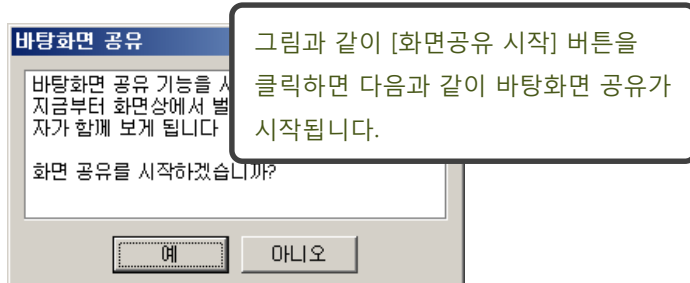 바탕화면 공유
그림과 같이 [화면공유 시작] 버튼을
클릭하면 다음과 같이 바탕화면 공유가
시작됩니다.
바탕화면 공유 기능을
지금부터 화면상에서
자가 함께 보게 됩니다
화면 공유를 시작하겠습니까?
예
아니오